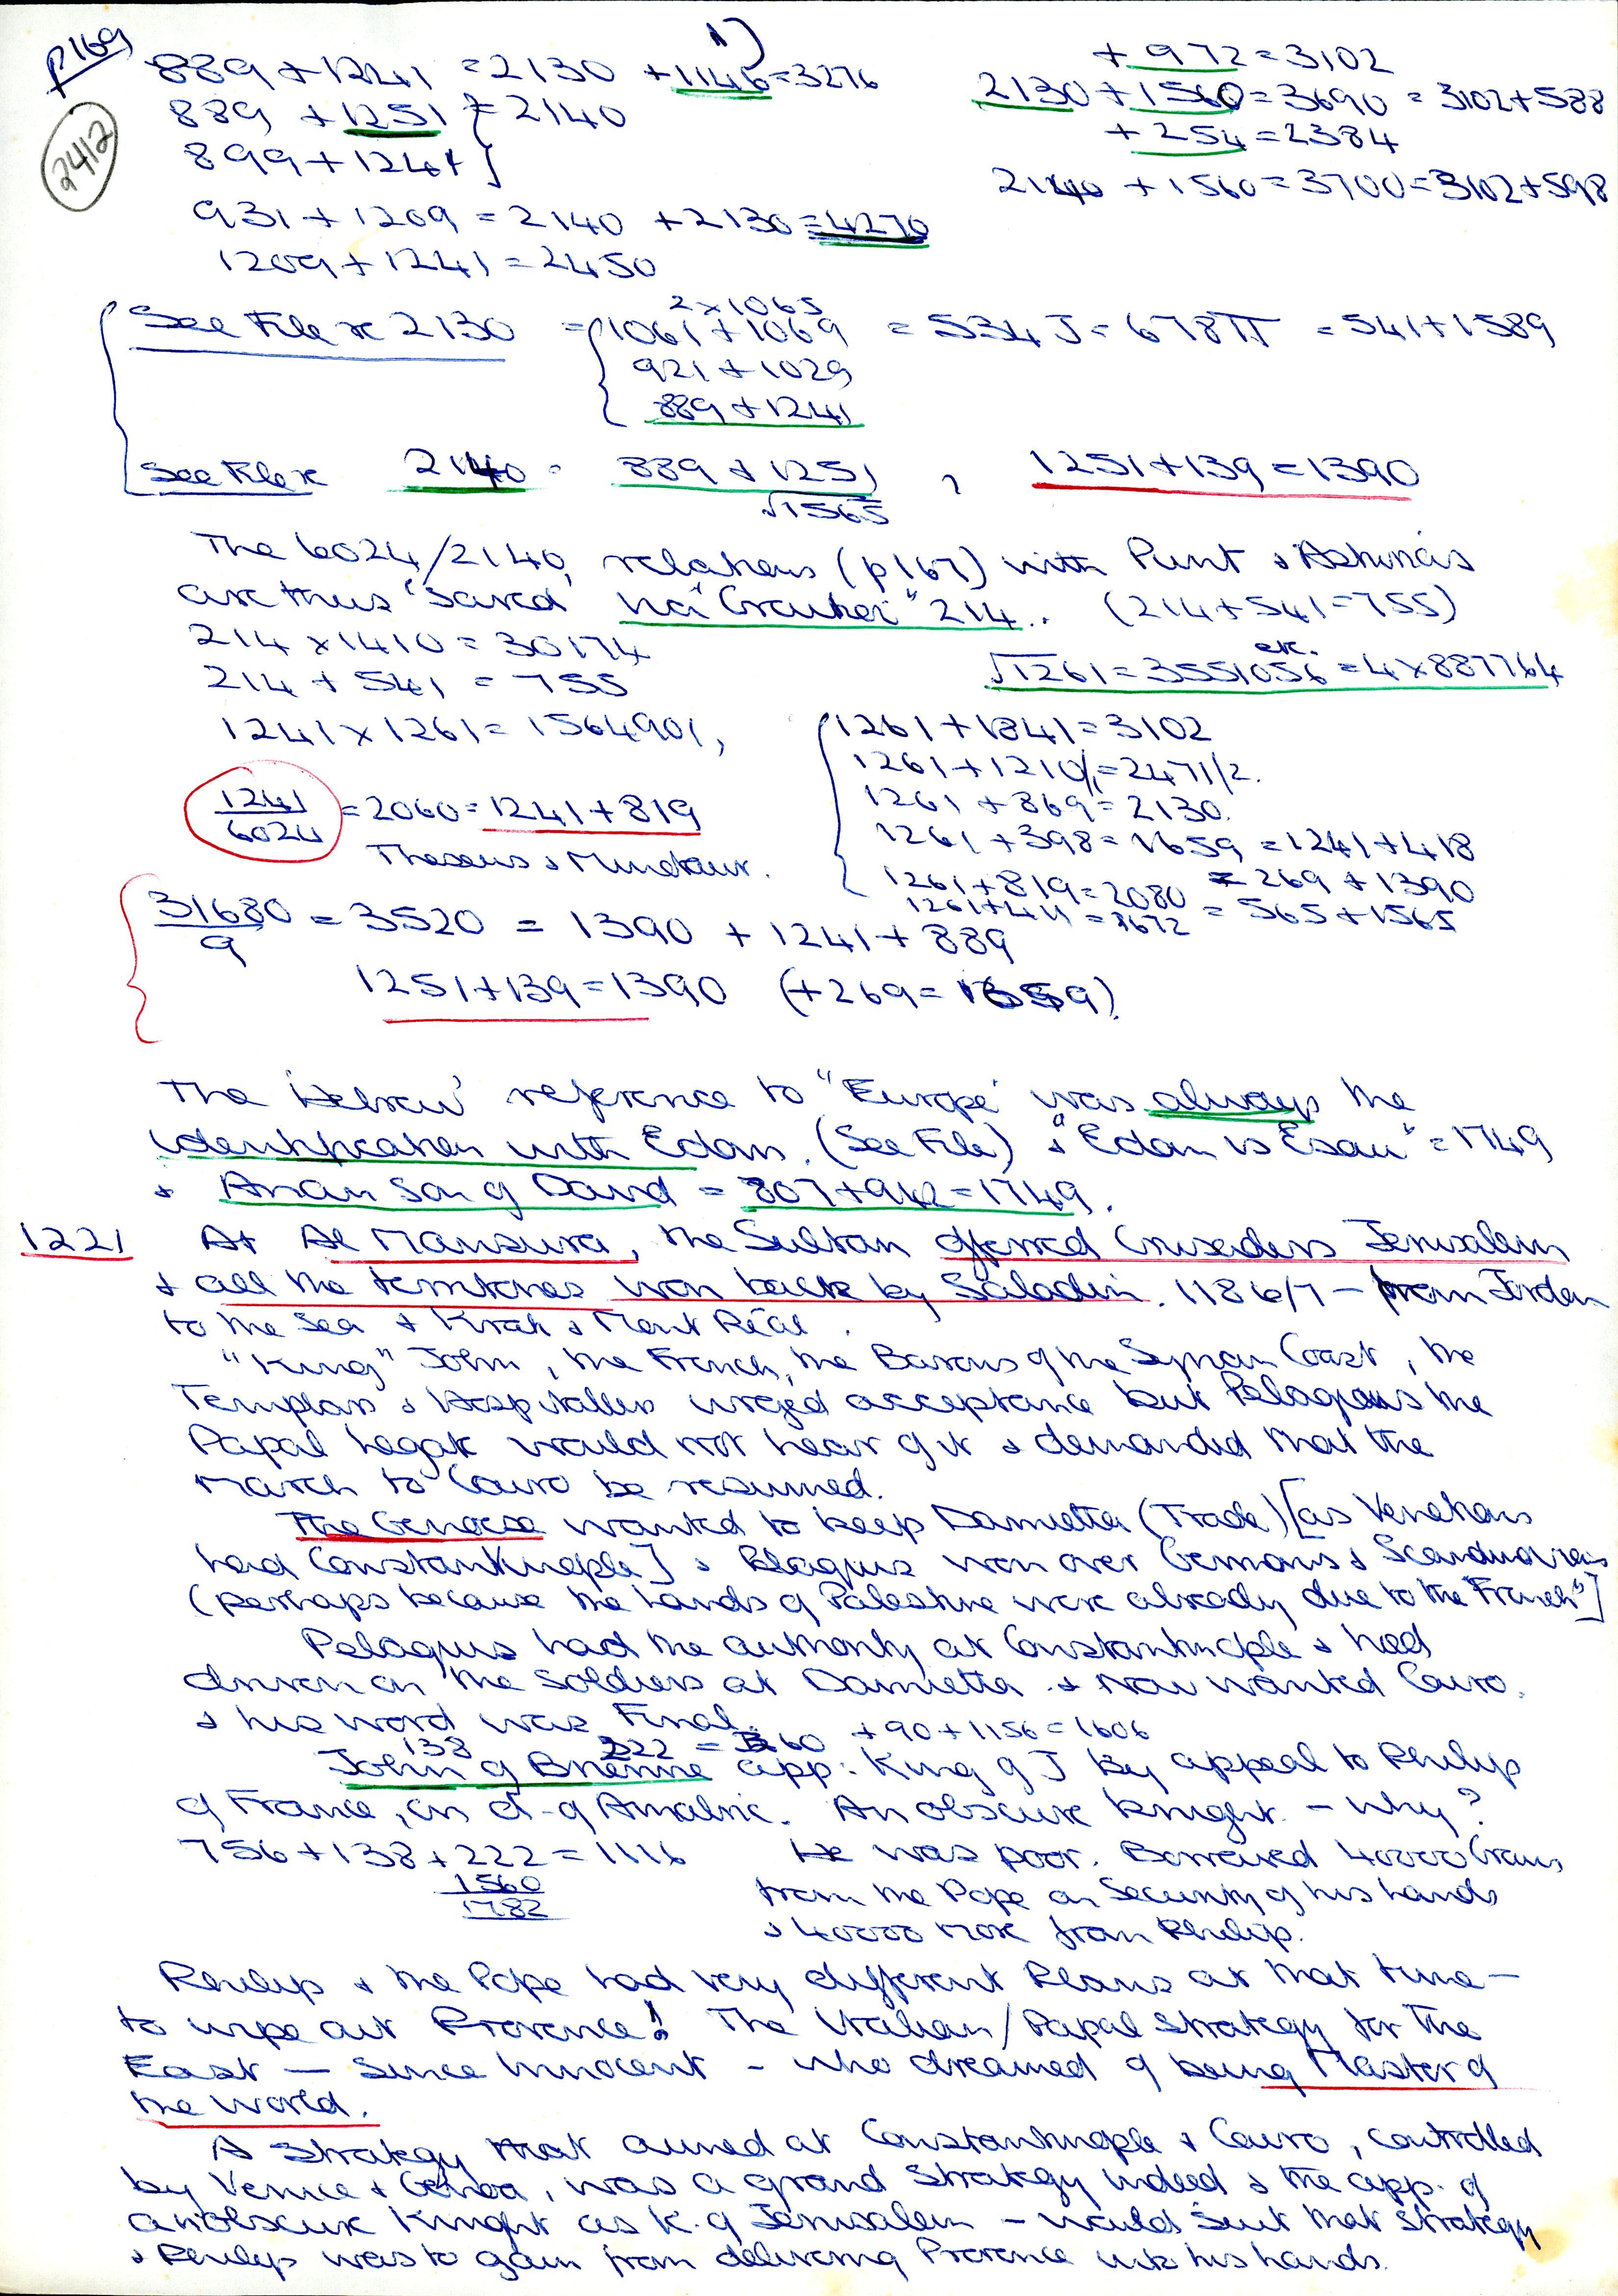 p169
2412
1)
889 + 1241 = 2130 + 1146 = 3276
889 + 1251 } = 2140
899 + 1241 }
931 + 1209 = 2140 + 2130 = 4270
1209 + 1241 = 2450
+ 972 = 3102
2130 + 1560 = 3690 = 3102 + 588
+ 254 = 2384
2140 + 1560 = 3700 = 3102 + 598
2 x 1065
See File re 2130 = 1061 + 1069 = 534 J = 678 π = 541 + 1589
921 + 1029
889 + 1241
See File re 2140 = 889 + 1251 , 1251 + 139 = 1390
√1565
The 6024/2140 relations (p167) with Punt &
are thus 'saved' 214.. (214 + 541 = 755)
214 x 1410 = 30174 etc.
214 + 541 = 755 √1261 = 3551056 = 4 x 887764
1241 x 1261 = 1564901,
1261 + 1841 = 3102
1261 + 1210½ = 2471½.
1261 + 869 = 2130.
1261 + 398 = 1659 = 1241 + 418
1261 + 819 = 2080 = 269 + 1390
1261 + 411 = 1672 = 565 + 1565
1241/6024 = 2060 = 1241 + 819
Theseus & Minotaur.
31680/9 = 3520 = 1390 + 1241 + 889
1251 + 139 = 1390 (+ 269 = 1659).
The 'Hebrew' reference to "Europe" was always the
identification with Edom. (See File) & "Edom is Esau" = 1749
& Anan Son of David = 807 + 942 = 1749.
1221 At Al Mansura, the Sultan offered Crusaders Jerusalem
& all the territories won back by Saladin. 1186/7 - from Jordan
to the Sea & Krak & Mont Réal.
"King" John, the French, the Barons of the Syrian Coast, the
Templars & Hospitallers urged acceptance but Pelagius the
Papal Legate would not hear of it & demanded that the
March to Cairo be resumed.
The Genoese wanted to keep Damietta (Trade) [as Venetians
had Constantinople] & Pelagius won over Germans & Scandinavians
(perhaps because the lands of Palestine were already due to the "French"]
Pelagius had the authority at Constantinople & had
driven on the Soldiers at Damietta & now wanted Cairo.
& his word was Final.
138 222 = 360 + 90 + 1156 = 1606
John of Brienne app: King of J by appeal to Philip
of France, on d- of Amalric. An obscure knight - Why?
756 + 138 + 222 = 1116 He was poor. Borrowed 40000 Crowns
1560 from the Pope on Security of his lands
1782 & 40000 more from Philip.
Philip & the Pope had very different Plans at that time -
to wipe out Provence! The Italian/Papal strategy for the
East - Since Innocent - who dreamed of being Master of
the World.
A strategy that aimed at Constantinople & Cairo, controlled
by Venice & Genoa, was a grand Strategy indeed & the app. of
an obscure Knight as K. of Jerusalem - would suit that strategy
& Philip was to gain from delivering Provence into his hands.